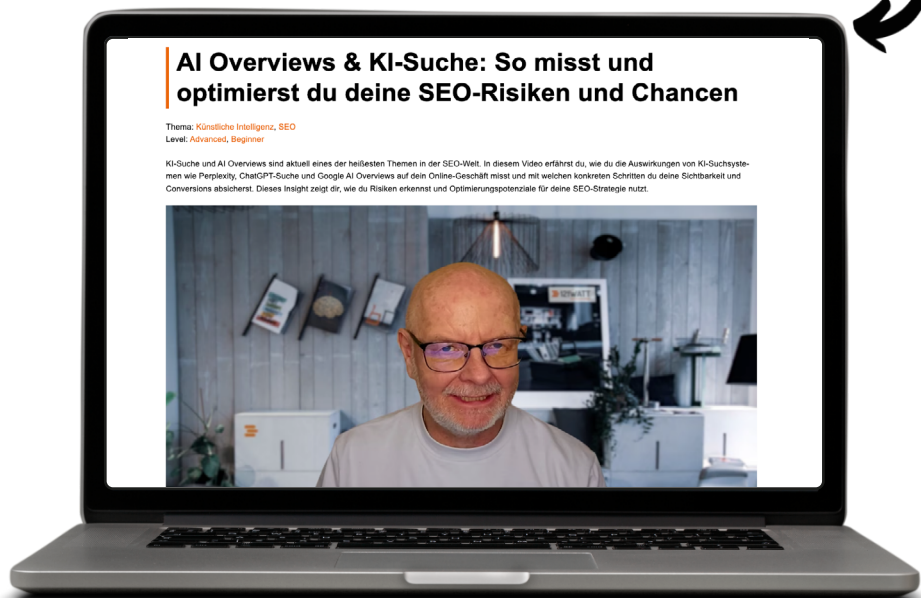 AI Overviews & KI-Suche: So misst und
optimierst du deine SEO-Risiken und Chancen
Thema: Künstliche Intelligenz, SEO
Level: Advanced, Beginner
KI-Suche und AI Overviews sind aktuell eines der heißesten Themen in der SEO-Welt. In diesem Video erfährst du, wie du die Auswirkungen von KI-Suchsyste-
men wie Perplexity, ChatGPT-Suche und Google AI Overviews auf dein Online-Geschäft misst und mit welchen konkreten Schritten du deine Sichtbarkeit und
Conversions absicherst. Dieses Insight zeigt dir, wie du Risiken erkennst und Optimierungspotenziale für deine SEO-Strategie nutzt.
121WATT